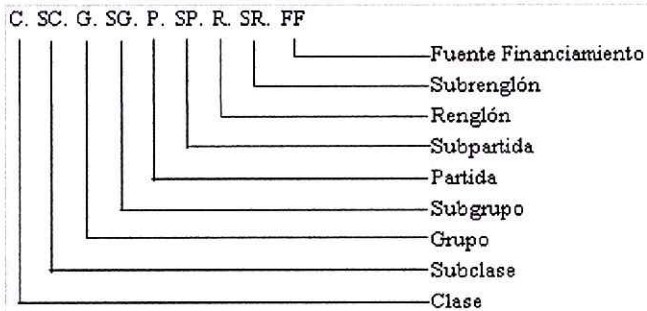 C. SC. G. SG. P. SP. R. SR. FF
Fuente Financiamiento
Subrenglón
Renglón
Subpartida
Partida
Subgrupo
Grupo
Subclase
Clase